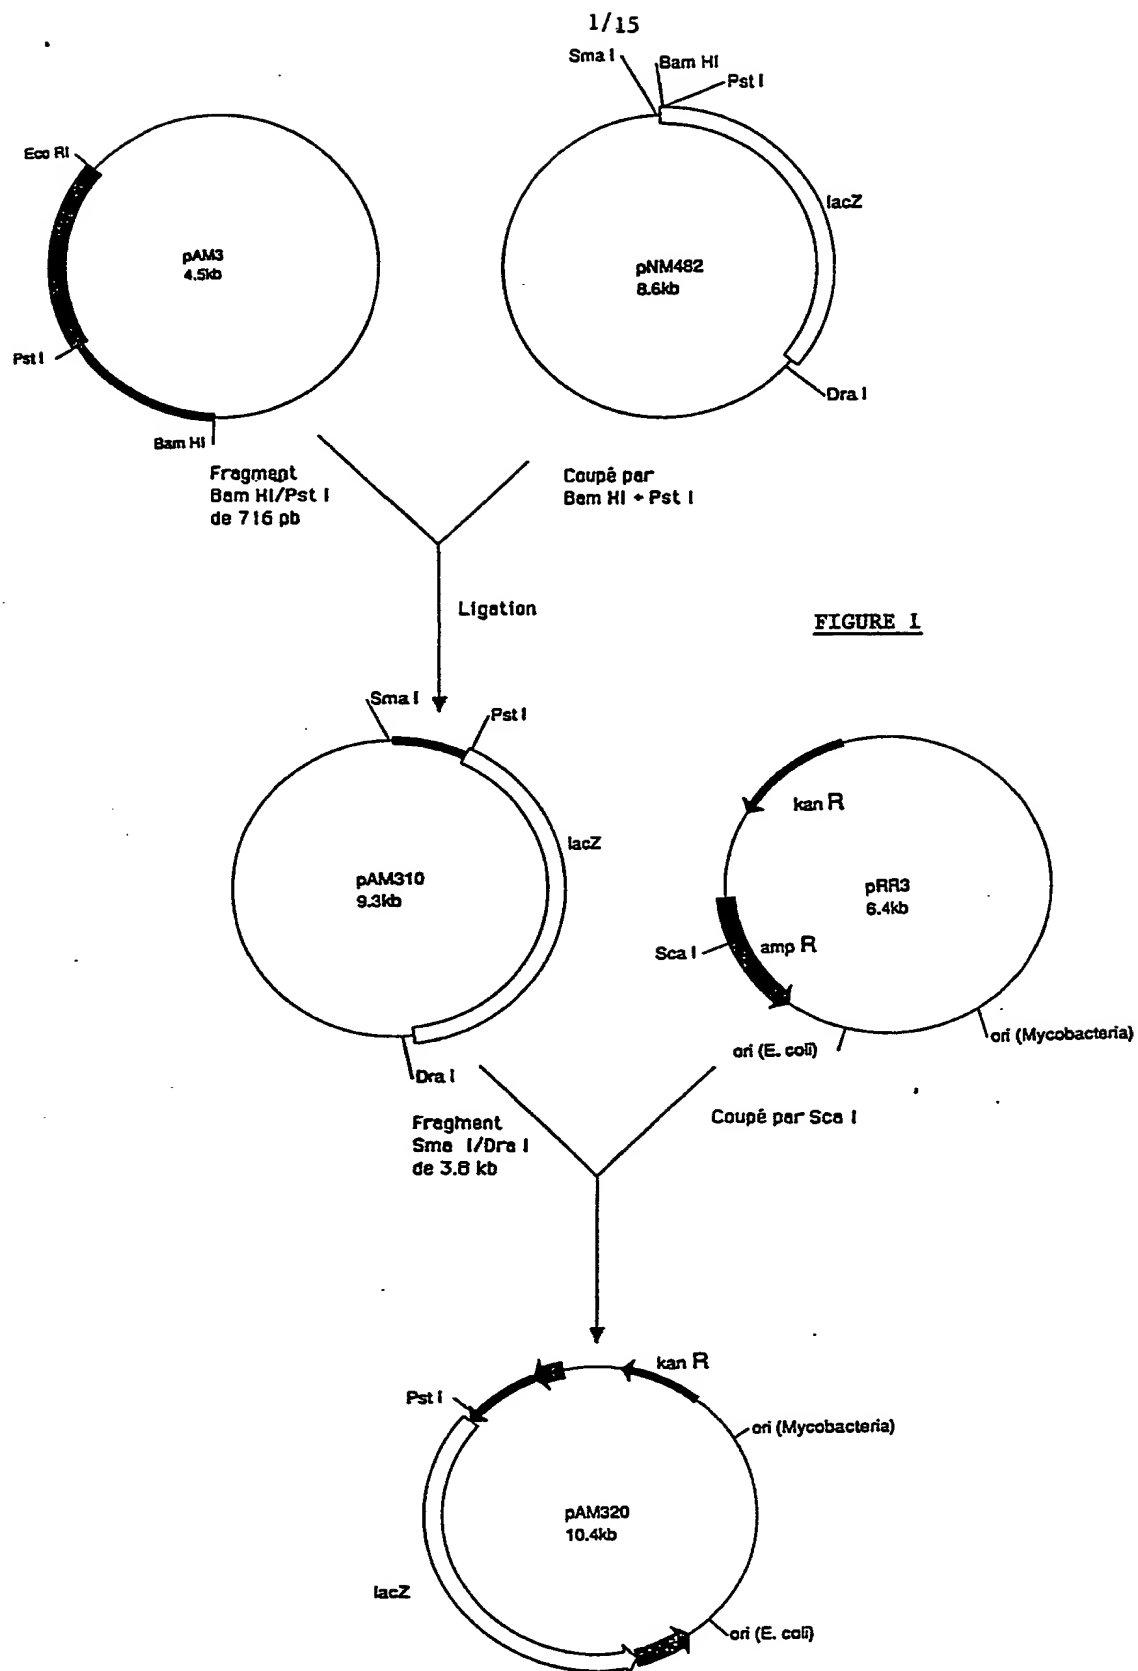 1/15
Sma I
Bam HI
Pst I
Eco RI
lacZ
pAM3
4.5kb
pNM482
8.6kb
Pst I
Dra I
Bam HI
Fragment
Bam HI/Pst I
de 716 pb
Coupé par
Bam HI + Pst I
Ligation
FIGURE I
Sma I
Pst I
kan R
lacZ
pAM310
9.3kb
pRR3
6.4kb
Sca I
amp R
ori (E. coli)
ori (Mycobacteria)
Dra I
Fragment
Sma I/Dra I
de 3.8 kb
Coupé par Sca I
kan R
Pst I
ori (Mycobacteria)
pAM320
10.4kb
lacZ
ori (E. coli)